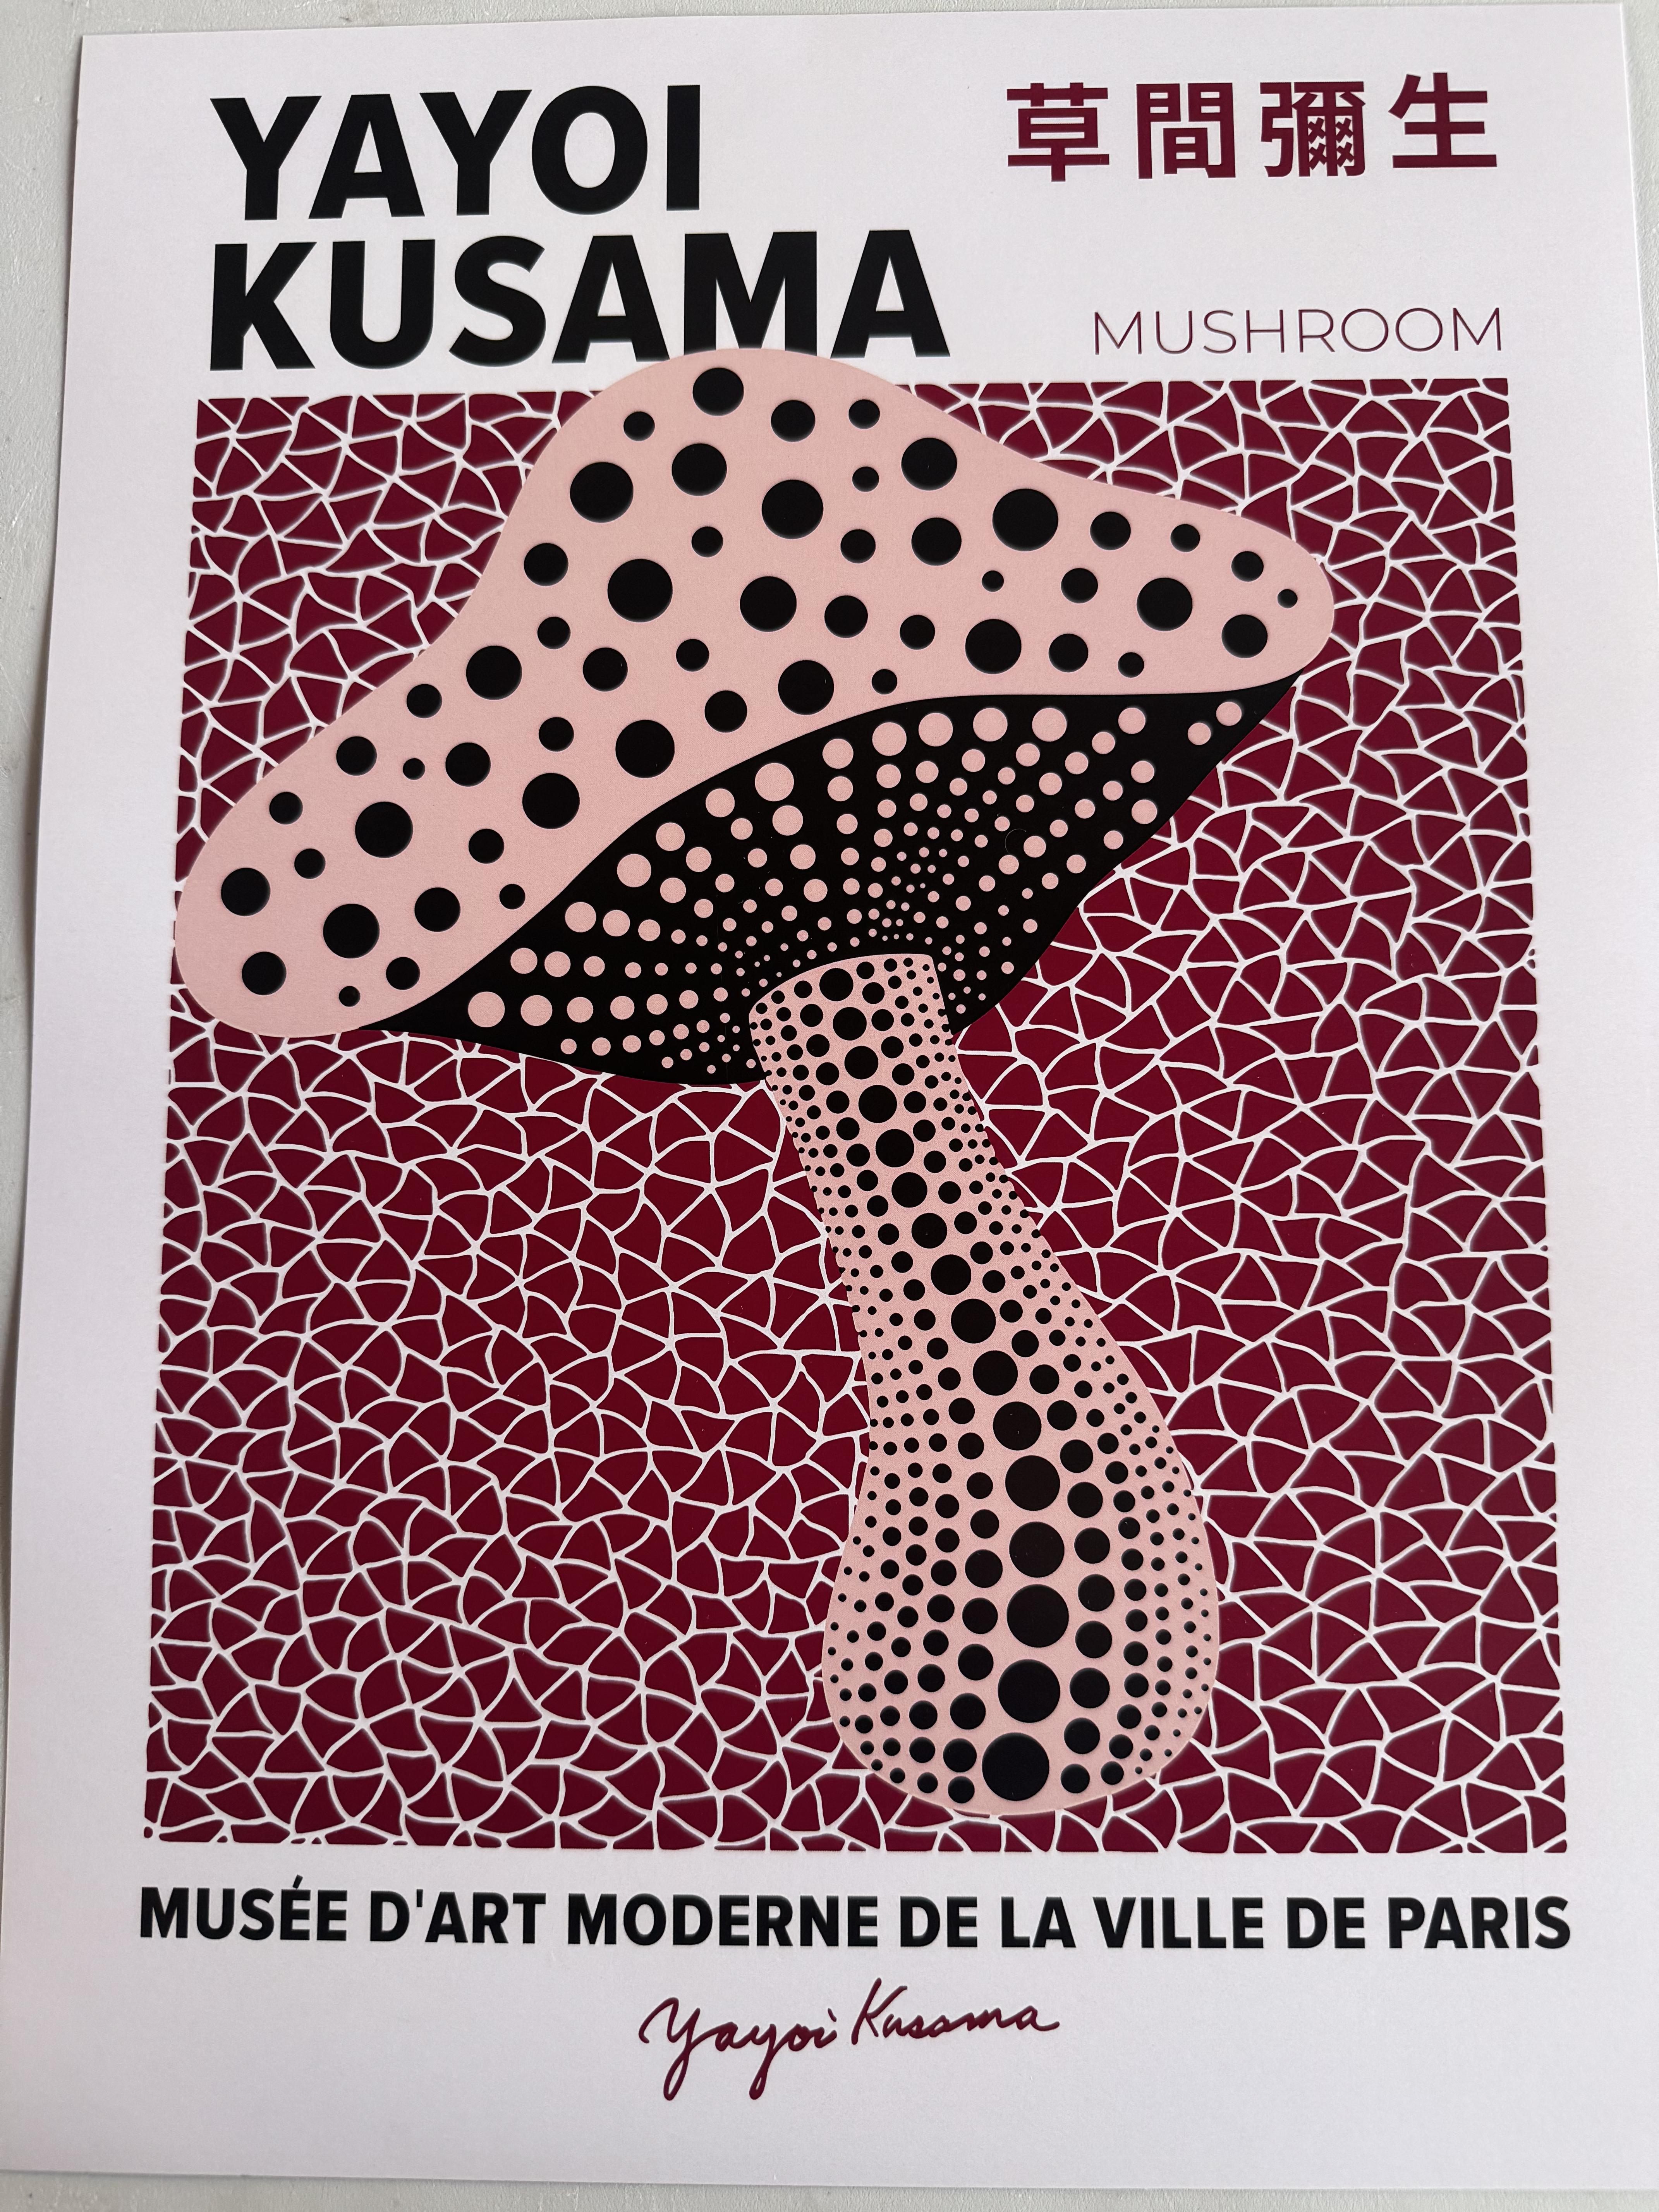 YAYOI
KUSAMA
草間彌生
MUSHROOM
MUSÉE D'ART MODERNE DE LA VILLE DE PARIS
Yayoi Kusama